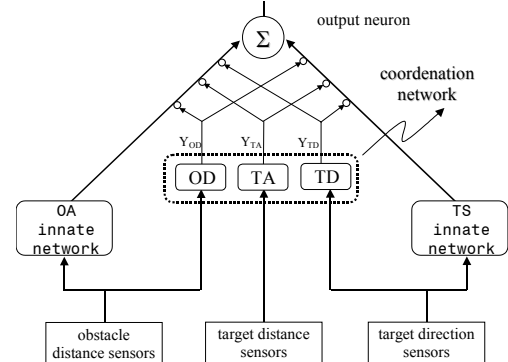 Σ
output neuron
coordenation
network
Y_OD
Y_TA
Y_TD
OD
TA
TD
OA
innate
network
TS
innate
network
obstacle
distance sensors
target distance
sensors
target direction
sensors